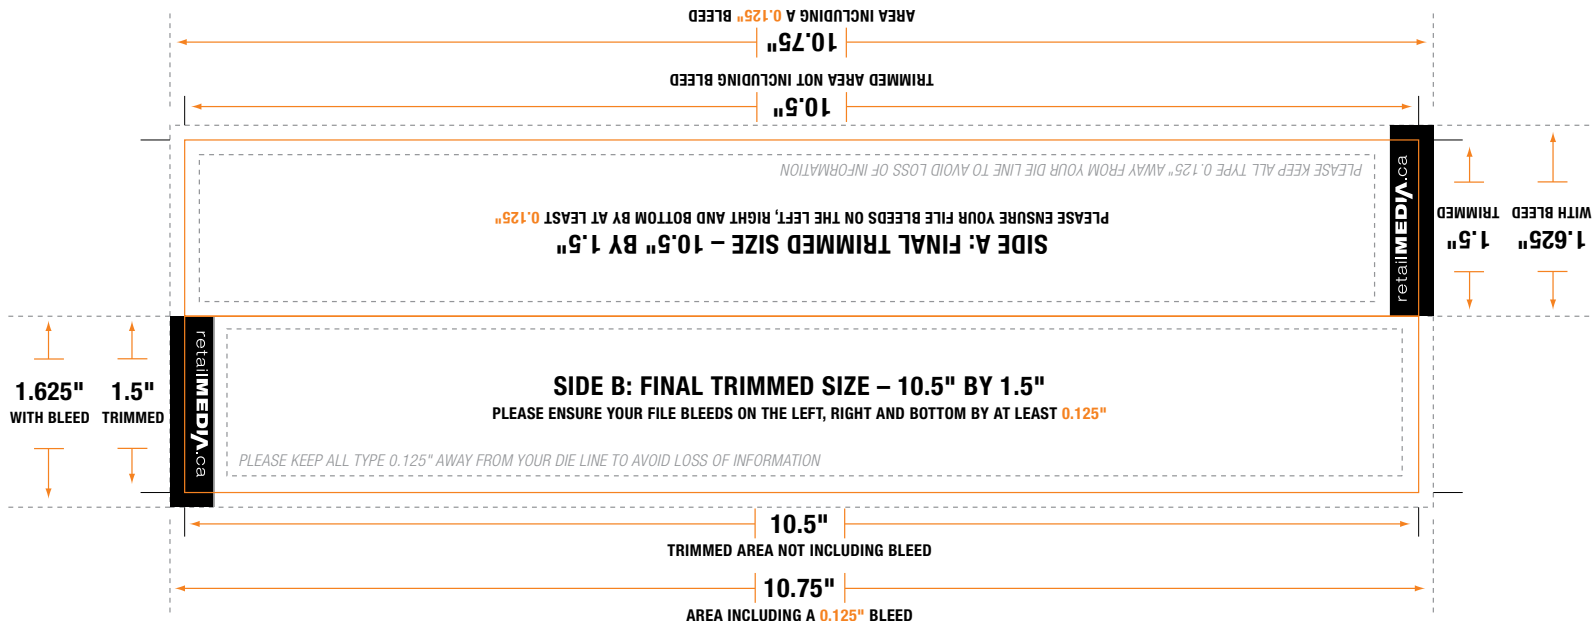 AREA INCLUDING A 0.125" BLEED
10.75"
TRIMMED AREA NOT INCLUDING BLEED
10.5"
PLEASE KEEP ALL TYPE 0.125" AWAY FROM YOUR DIE LINE TO AVOID LOSS OF INFORMATION
PLEASE ENSURE YOUR FILE BLEEDS ON THE LEFT, RIGHT AND BOTTOM BY AT LEAST 0.125"
SIDE A: FINAL TRIMMED SIZE – 10.5" BY 1.5"
retailMEDIA.ca
1.5"
TRIMMED
1.625"
WITH BLEED
1.625"
WITH BLEED
1.5"
TRIMMED
retailMEDIA.ca
SIDE B: FINAL TRIMMED SIZE – 10.5" BY 1.5"
PLEASE ENSURE YOUR FILE BLEEDS ON THE LEFT, RIGHT AND BOTTOM BY AT LEAST 0.125"
PLEASE KEEP ALL TYPE 0.125" AWAY FROM YOUR DIE LINE TO AVOID LOSS OF INFORMATION
10.5"
TRIMMED AREA NOT INCLUDING BLEED
10.75"
AREA INCLUDING A 0.125" BLEED